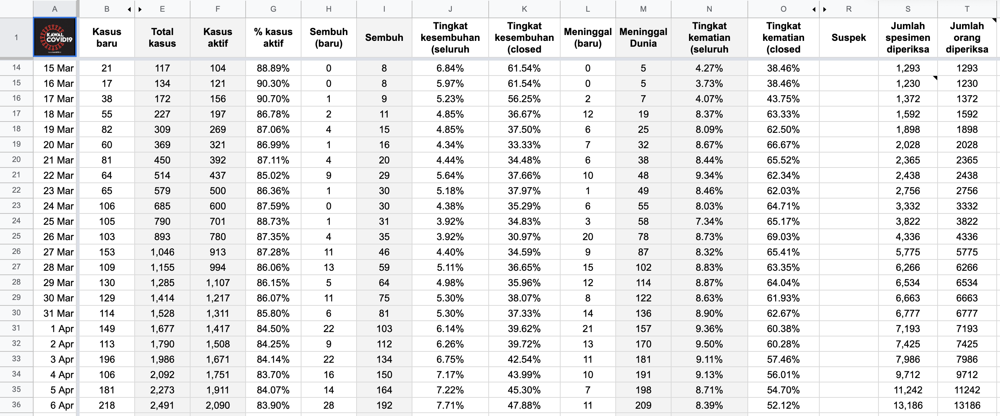 A B E F G H I J K L M N O R S T
1 KAWAL COVID19 Kasus baru Total kasus Kasus aktif % kasus aktif Sembuh (baru) Sembuh Tingkat kesembuhan (seluruh Tingkat kesembuhan (closed Meninggal (baru) Meninggal Dunia Tingkat kematian (seluruh Tingkat kematian (closed Suspek Jumlah spesimen diperiksa Jumlah orang diperiksa
14 15 Mar 21 117 104 88.89% 0 8 6.84% 61.54% 0 5 4.27% 38.46% 1,293 1293
15 16 Mar 17 134 121 90.30% 0 8 5.97% 61.54% 0 5 3.73% 38.46% 1,230 1230
16 17 Mar 38 172 156 90.70% 1 9 5.23% 56.25% 2 7 4.07% 43.75% 1,372 1372
17 18 Mar 55 227 197 86.78% 2 11 4.85% 36.67% 12 19 8.37% 63.33% 1,592 1592
18 19 Mar 82 309 269 87.06% 4 15 4.85% 37.50% 6 25 8.09% 62.50% 1,898 1898
19 20 Mar 60 369 321 86.99% 1 16 4.34% 33.33% 7 32 8.67% 66.67% 2,028 2028
20 21 Mar 81 450 392 87.11% 4 20 4.44% 34.48% 6 38 8.44% 65.52% 2,365 2365
21 22 Mar 64 514 437 85.02% 9 29 5.64% 37.66% 10 48 9.34% 62.34% 2,438 2438
22 23 Mar 65 579 500 86.36% 1 30 5.18% 37.97% 1 49 8.46% 62.03% 2,756 2756
23 24 Mar 106 685 600 87.59% 0 30 4.38% 35.29% 6 55 8.03% 64.71% 3,332 3332
24 25 Mar 105 790 701 88.73% 1 31 3.92% 34.83% 3 58 7.34% 65.17% 3,822 3822
25 26 Mar 103 893 780 87.35% 4 35 3.92% 30.97% 20 78 8.73% 69.03% 4,336 4336
26 27 Mar 153 1,046 913 87.28% 11 46 4.40% 34.59% 9 87 8.32% 65.41% 5,775 5775
27 28 Mar 109 1,155 994 86.06% 13 59 5.11% 36.65% 15 102 8.83% 63.35% 6,266 6266
28 29 Mar 130 1,285 1,107 86.15% 5 64 4.98% 35.96% 12 114 8.87% 64.04% 6,534 6534
29 30 Mar 129 1,414 1,217 86.07% 11 75 5.30% 38.07% 8 122 8.63% 61.93% 6,663 6663
30 31 Mar 114 1,528 1,311 85.80% 6 81 5.30% 37.33% 14 136 8.90% 62.67% 6,777 6777
31 1 Apr 149 1,677 1,417 84.50% 22 103 6.14% 39.62% 21 157 9.36% 60.38% 7,193 7193
32 2 Apr 113 1,790 1,508 84.25% 9 112 6.26% 39.72% 13 170 9.50% 60.28% 7,425 7425
33 3 Apr 196 1,986 1,671 84.14% 22 134 6.75% 42.54% 11 181 9.11% 57.46% 7,986 7986
34 4 Apr 106 2,092 1,751 83.70% 16 150 7.17% 43.99% 10 191 9.13% 56.01% 9,712 9712
35 5 Apr 181 2,273 1,911 84.07% 14 164 7.22% 45.30% 7 198 8.71% 54.70% 11,242 11242
36 6 Apr 218 2,491 2,090 83.90% 28 192 7.71% 47.88% 11 209 8.39% 52.12% 13,186 13186